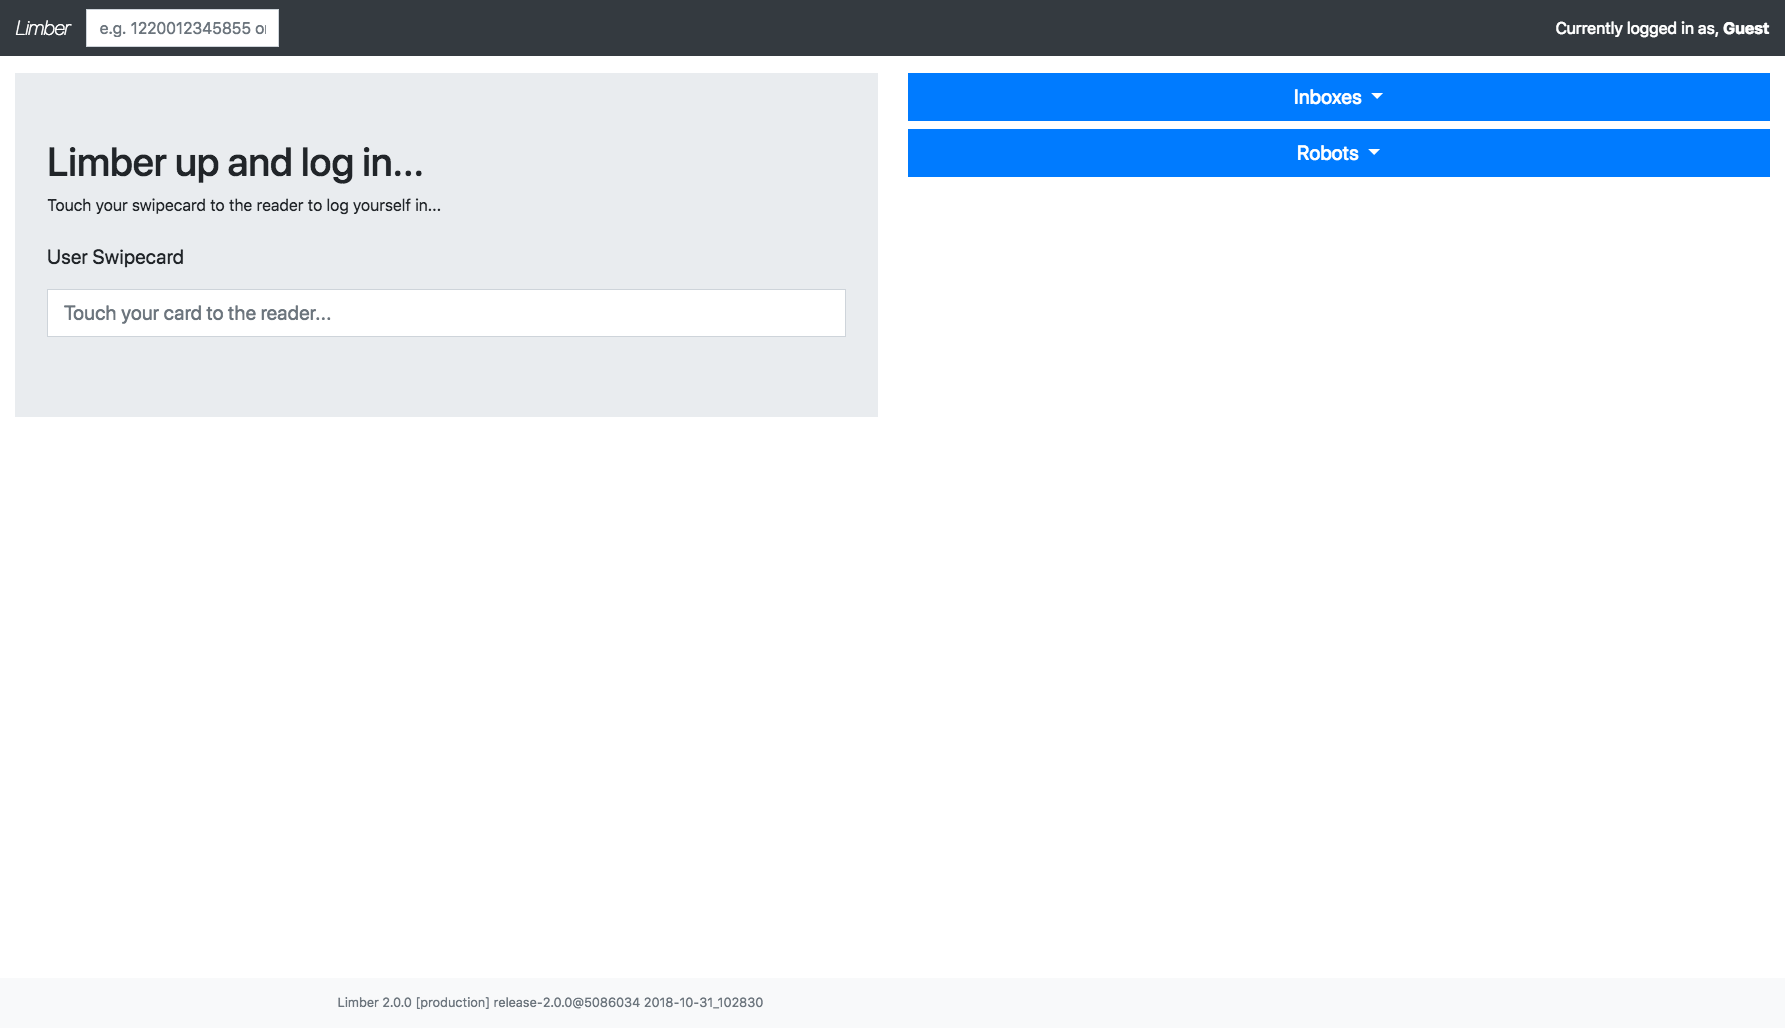 Limber
e.g. 1220012345855 o
Currently logged in as, Guest
Limber up and log in...
Touch your swipecard to the reader to log yourself in...
User Swipecard
Touch your card to the reader...
Inboxes
Robots
Limber 2.0.0 [production] release-2.0.0@5086034 2018-10-31_102830